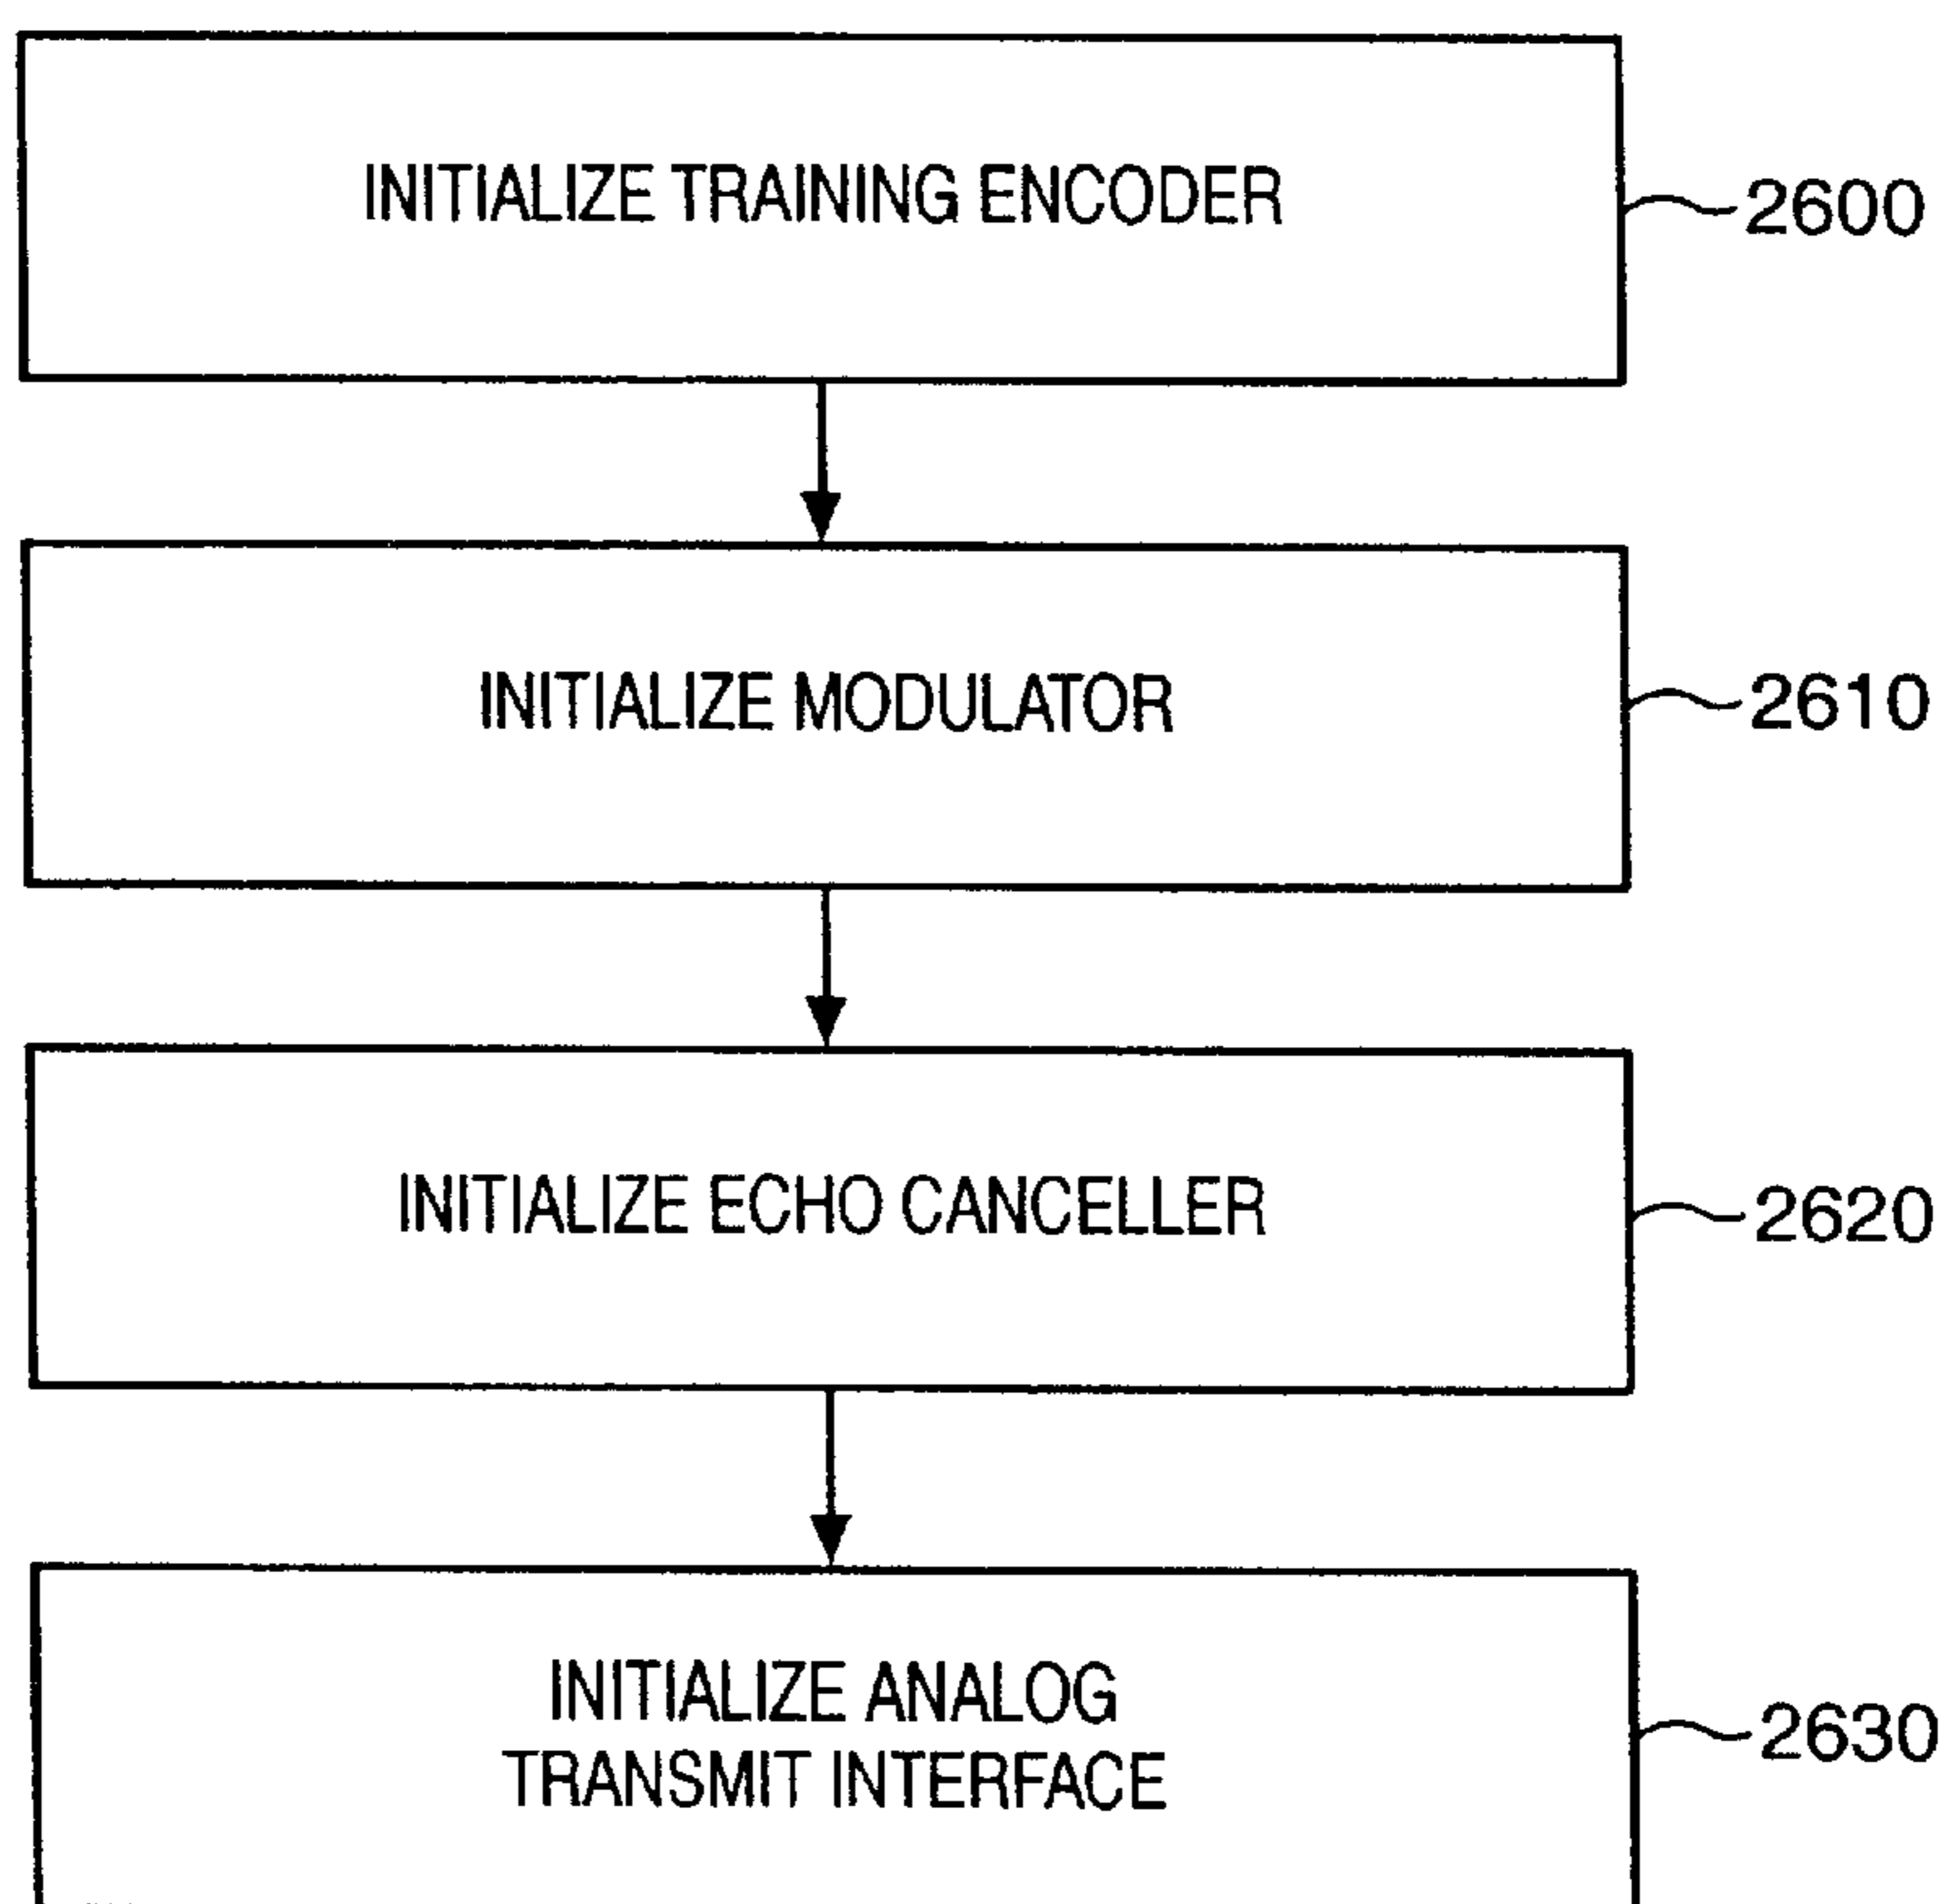 INITIALIZE TRAINING ENCODER
2600
INITIALIZE MODULATOR
2610
INITIALIZE ECHO CANCELLER
2620
INITIALIZE ANALOG
TRANSMIT INTERFACE
2630